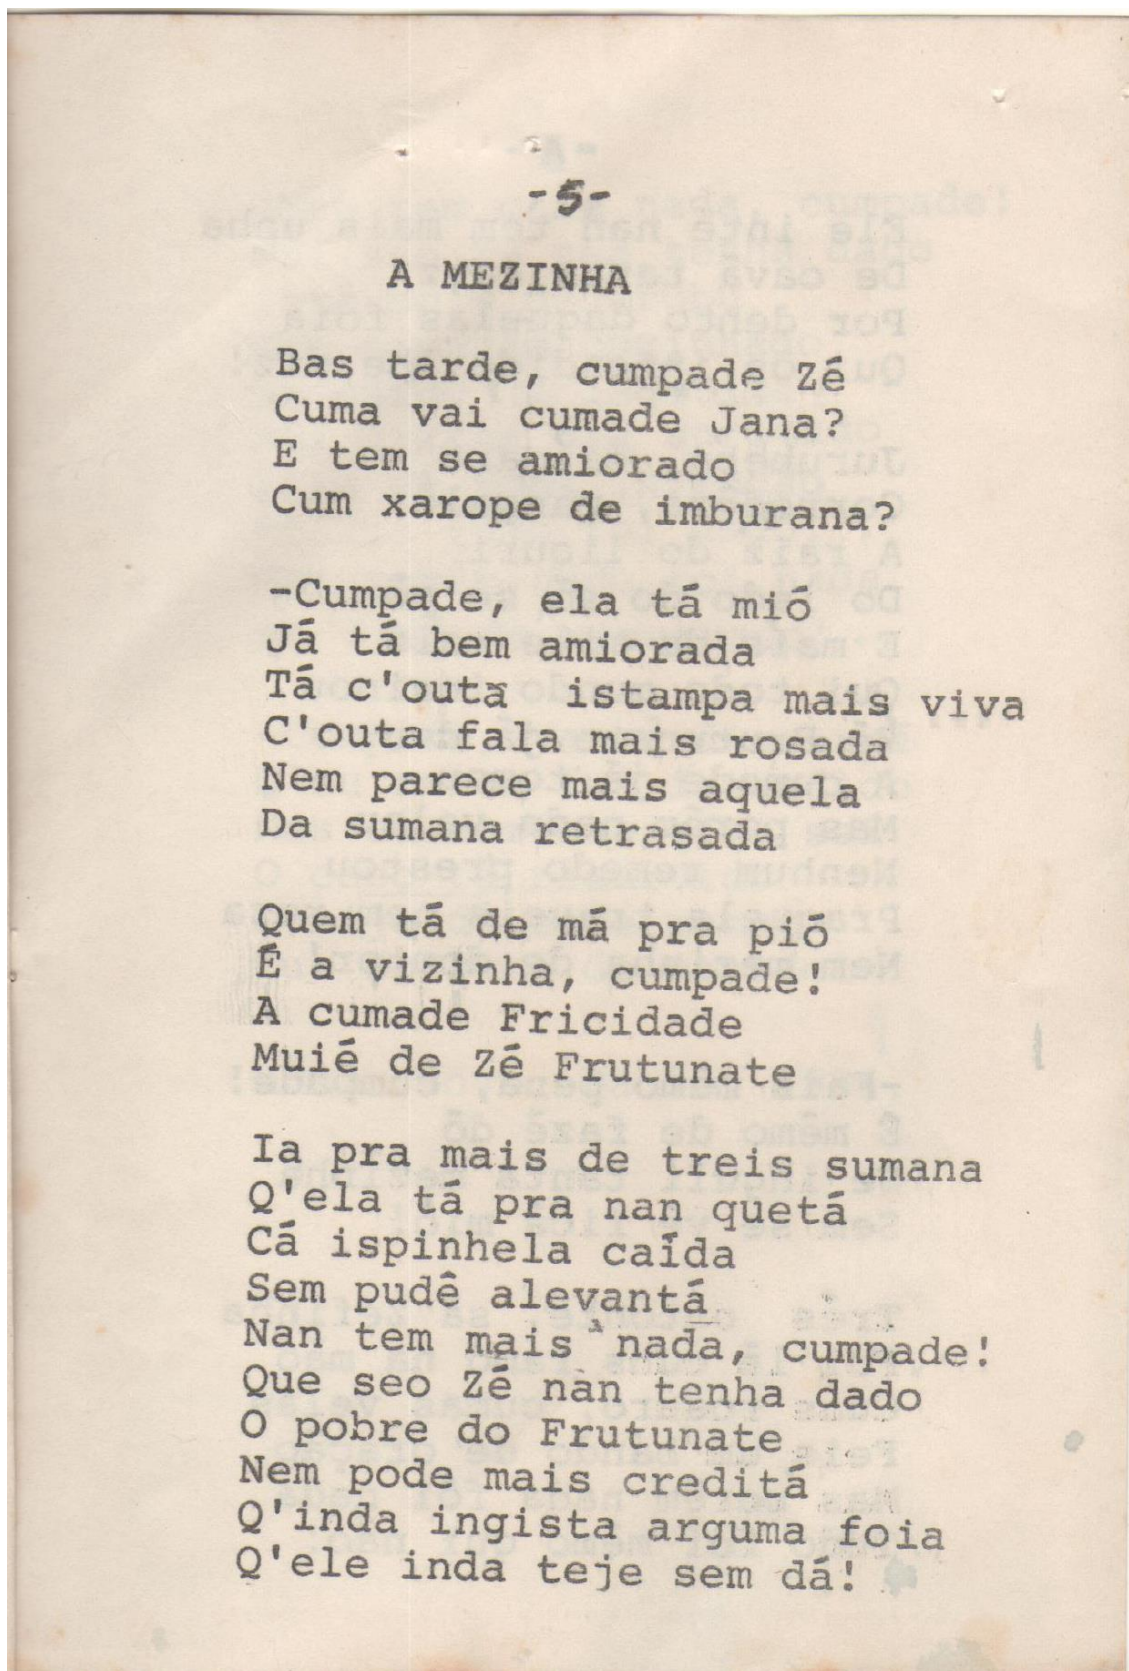 -5-
A MEZINHA
Bas tarde, cumpade Zé
Cuma vai cumade Jana?
E tem se amiorado
Cum xarope de imburana?
-Cumpade, ela tá mió
Já tá bem amiorada
Tá c'outa istampa mais viva
C'outa fala mais rosada
Nem parece mais aquela
Da sumana retrasada
Quem tá de má pra pió
É a vizinha, cumpade!
A cumade Fricidade
Muié de Zé Frutunate
Ia pra mais de treis sumana
Q'ela tá pra nan quetá
Cá ispinhela caída
Sem pudê alevantá
Nan tem mais nada, cumpade!
Que seo Zé nan tenha dado
O pobre do Frutunate
Nem pode mais creditá
Q'inda ingista arguma foia
Q'ele inda teje sem dá!